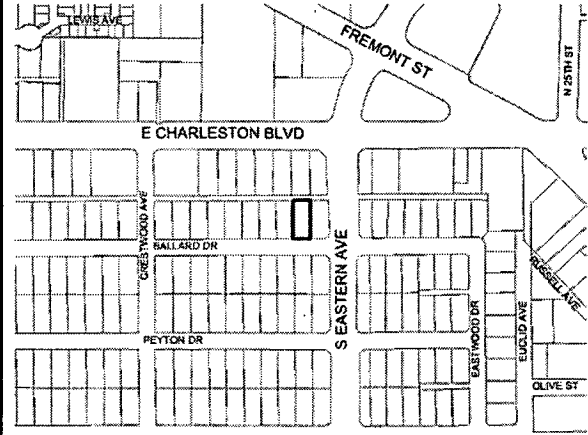 LEWIS AVE
FREMONT ST
N 25TH ST
E CHARLESTON BLVD
CRESTWOOD AVE
BALLARD DR
S EASTERN AVE
RUSSELL AVE
PEYTON DR
EASTWOOD DR
EUCLID AVE
OLIVE ST